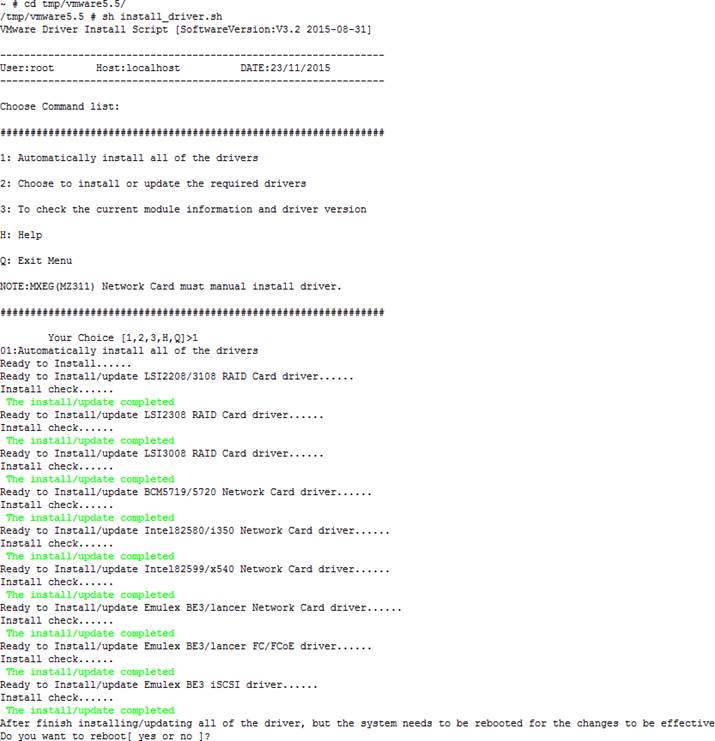 ~ # cd tmp/vmware5.5/
/tmp/vmware5.5 # sh install_driver.sh
VMware Driver Install Script [SoftwareVersion:V3.2 2015-08-31]
----------------------------------------------------------------
User:root       Host:localhost          DATE:23/11/2015
----------------------------------------------------------------
Choose Command list:
################################################################
1: Automatically install all of the drivers
2: Choose to install or update the required drivers
3: To check the current module information and driver version
H: Help
Q: Exit Menu
NOTE:MXEG(MZ311) Network Card must manual install driver.
################################################################
        Your Choice [1,2,3,H,Q]>1
01:Automatically install all of the drivers
Ready to Install......
Ready to Install/update LSI2208/3108 RAID Card driver......
Install check......
 The install/update completed
Ready to Install/update LSI2308 RAID Card driver......
Install check......
 The install/update completed
Ready to Install/update LSI3008 RAID Card driver......
Install check......
 The install/update completed
Ready to Install/update BCM5719/5720 Network Card driver......
Install check......
 The install/update completed
Ready to Install/update Intel82580/i350 Network Card driver......
Install check......
 The install/update completed
Ready to Install/update Intel82599/x540 Network Card driver......
Install check......
 The install/update completed
Ready to Install/update Emulex BE3/lancer Network Card driver......
Install check......
 The install/update completed
Ready to Install/update Emulex BE3/lancer FC/FCoE driver......
Install check......
 The install/update completed
Ready to Install/update Emulex BE3 iSCSI driver......
Install check......
 The install/update completed
After finish installing/updating all of the driver, but the system needs to be rebooted for the changes to be effective
Do you want to reboot[ yes or no ]?